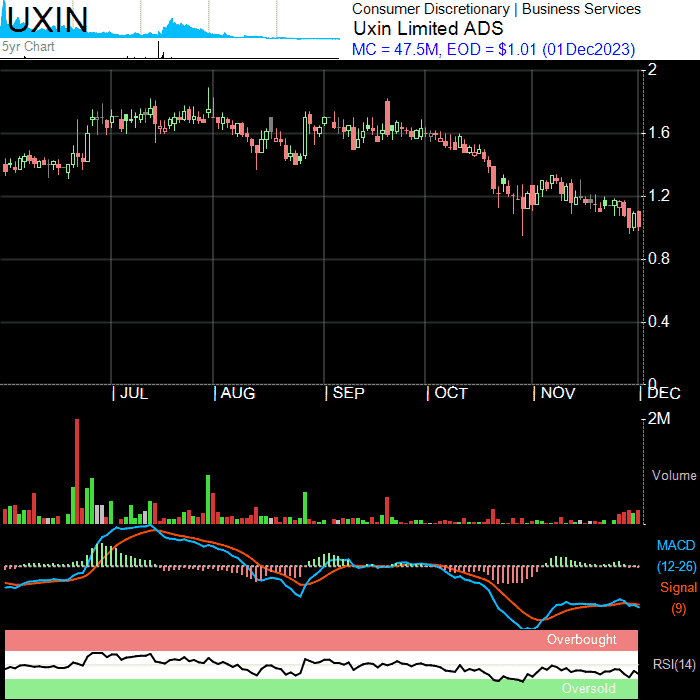 UXIN
5yr Chart
Consumer Discretionary | Business Services
Uxin Limited ADS
MC = 47.5M, EOD = $1.01 (01Dec2023)
2
1.6
1.2
0.8
0.4
0
JUL AUG SEP OCT NOV DEC
2M
Volume
MACD
(12-26)
Signal
(9)
Overbought
RSI(14)
Oversold